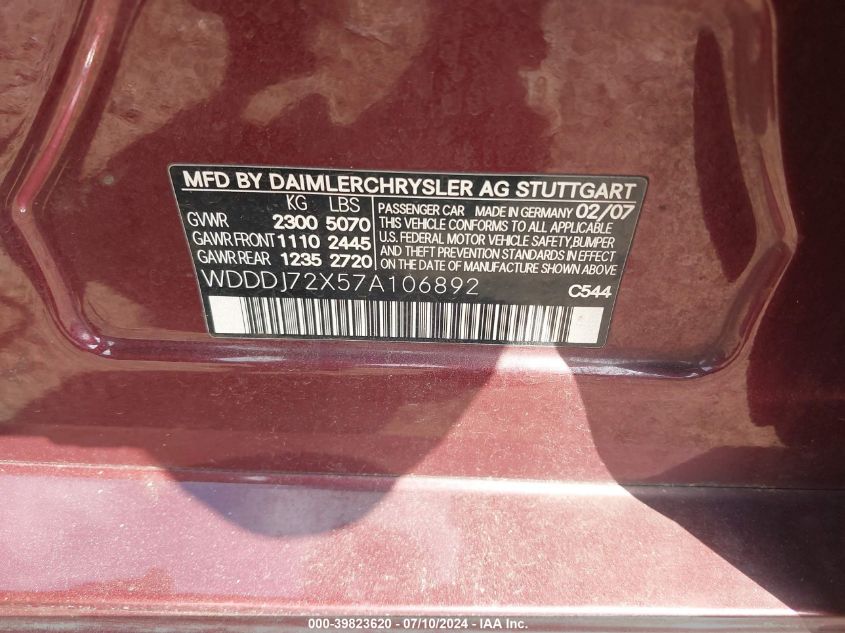 MFD BY DAIMLERCHRYSLER AG STUTTGART
KG LBS
GVWR 2300 5070
GAWR FRONT 1110 2445
GAWR REAR 1235 2720
PASSENGER CAR MADE IN GERMANY 02/07
THIS VEHICLE CONFORMS TO ALL APPLICABLE
U.S. FEDERAL MOTOR VEHICLE SAFETY, BUMPER
AND THEFT PREVENTION STANDARDS IN EFFECT
ON THE DATE OF MANUFACTURE SHOWN ABOVE
WDDDJ72X57A106892
C544
000-39823620 - 07/10/2024 - IAA Inc.